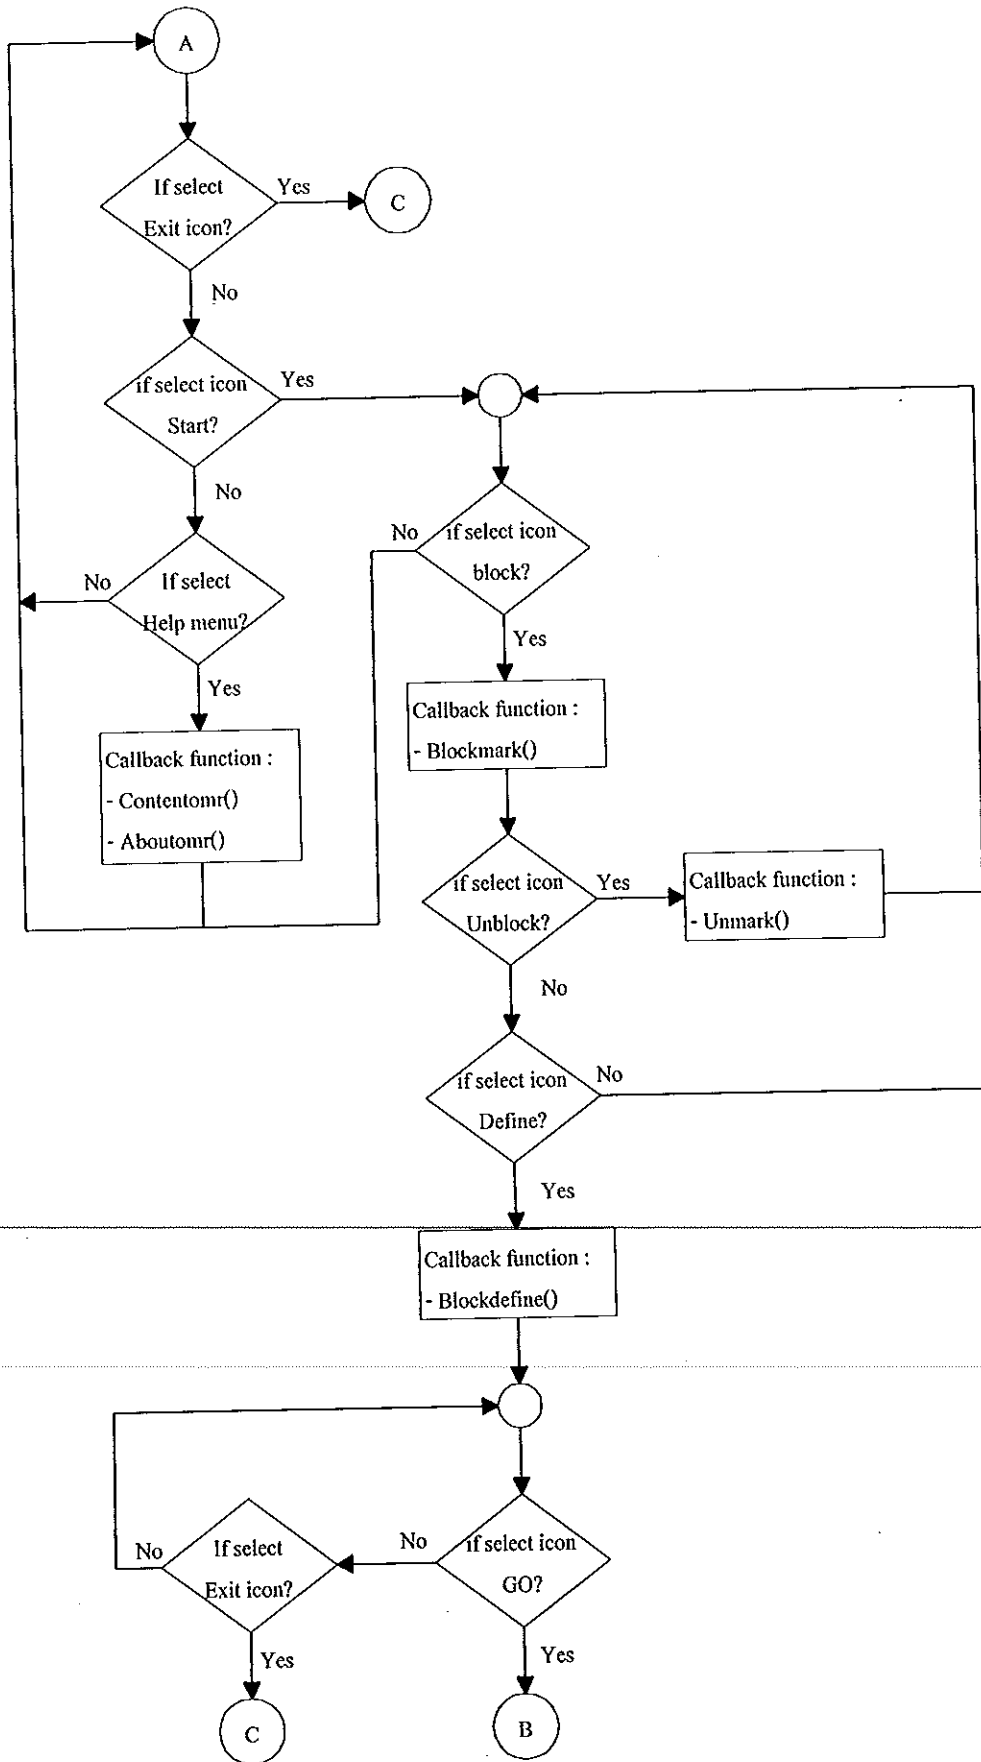 A
If select
Exit icon?
Yes
C
No
if select icon
Start?
Yes
No
If select
Help menu?
No
Yes
Callback function :
- Contentomr()
- Aboutomr()
if select icon
block?
No
Yes
Callback function :
- Blockmark()
if select icon
Unblock?
Yes
Callback function :
- Unmark()
No
if select icon
Define?
No
Yes
Callback function :
- Blockdefine()
if select icon
GO?
No
If select
Exit icon?
No
Yes
C
Yes
B